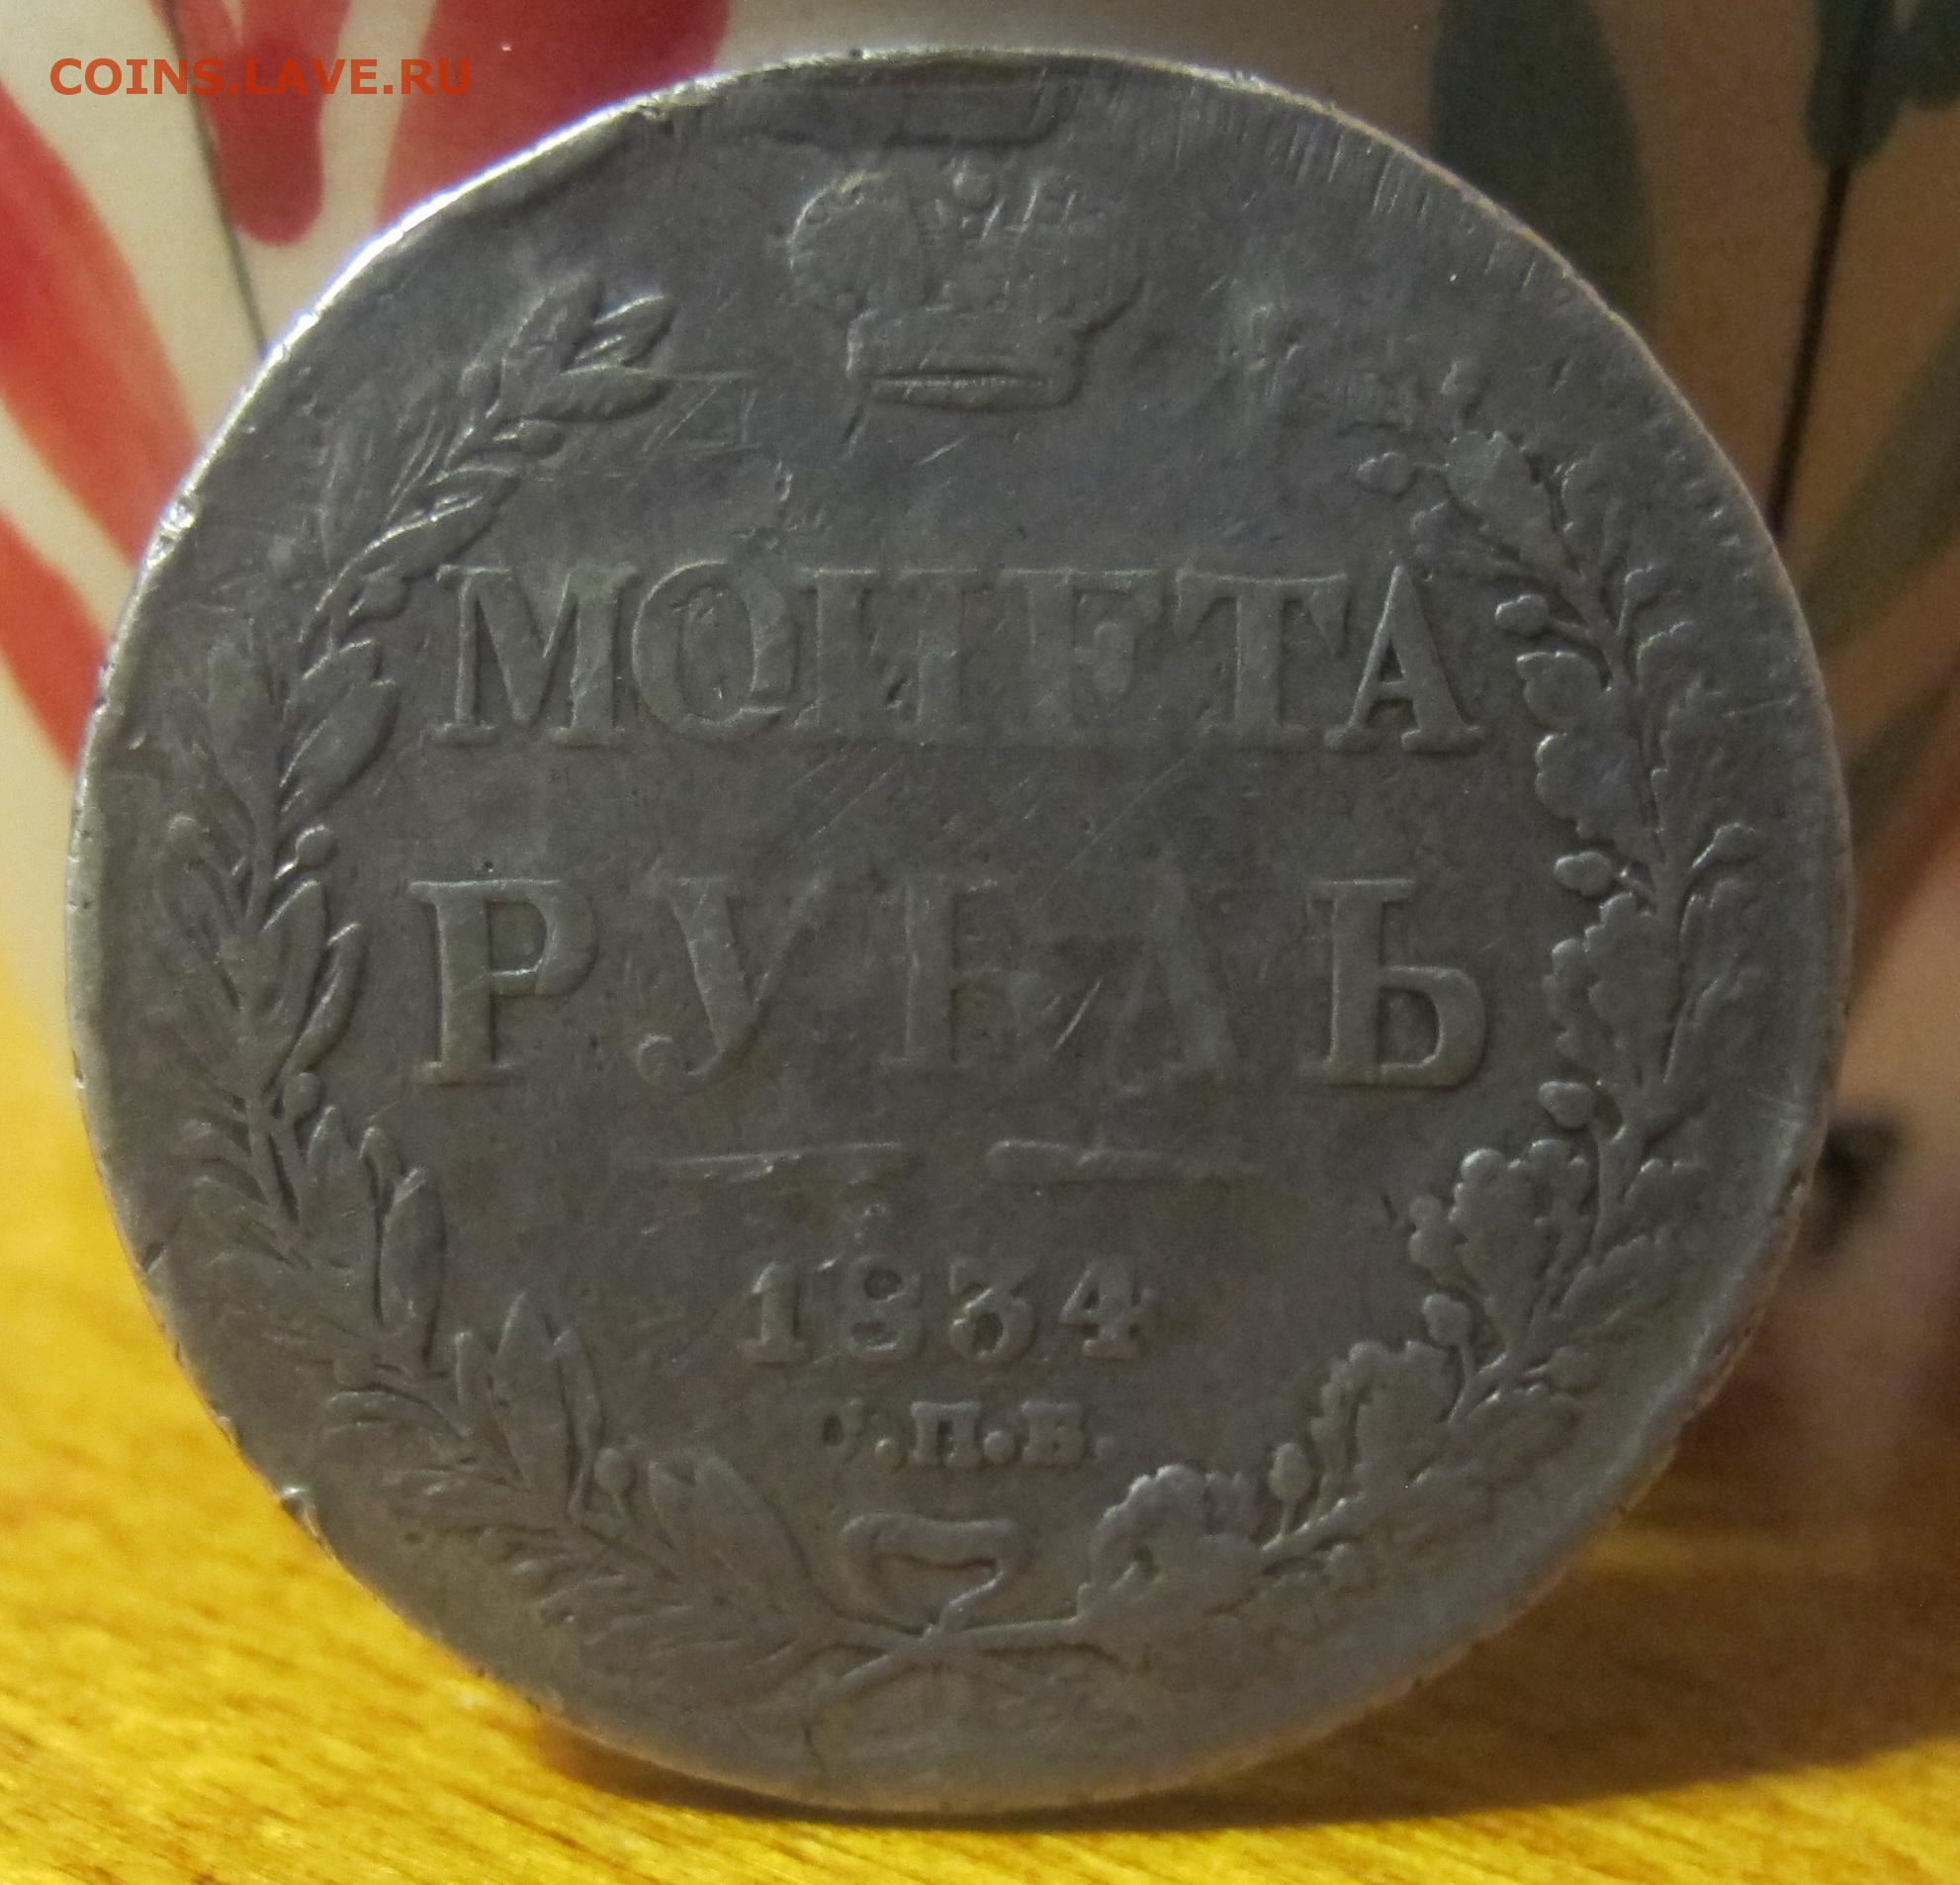 COINS.LAVE.RU
МОНЕТА
РУБЛЬ
1834
С.П.Б.